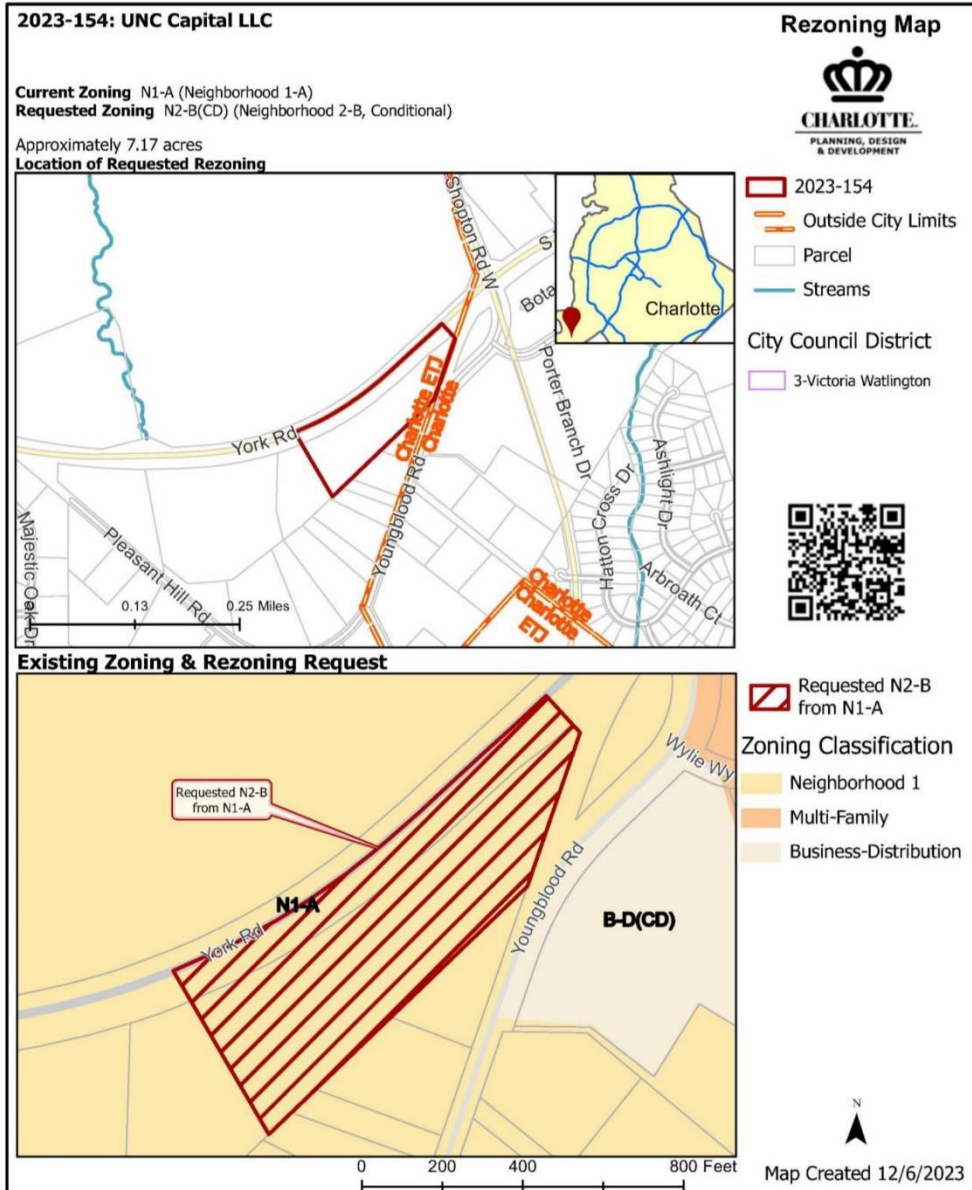 2023-154: UNC Capital LLC
Current Zoning N1-A (Neighborhood 1-A)
Requested Zoning N2-B(CD) (Neighborhood 2-B, Conditional)
Approximately 7.17 acres
Location of Requested Rezoning
Rezoning Map
CHARLOTTE.
PLANNING, DESIGN
& DEVELOPMENT
2023-154
Outside City Limits
Parcel
Streams
City Council District
3-Victoria Watlington
Shopton Rd W
S
Bota
Charlotte
York Rd
Charlotte ETJ
Charlotte
Youngblood Rd
Porter Branch Dr
Hatton Cross Dr
Ashlight Dr
Arbroath Ct
Pleasant Hill Rd
Majestic Oak Dr
Charlotte
Charlotte
ETJ
0.13
0.25 Miles
Existing Zoning & Rezoning Request
Requested N2-B
from N1-A
N1-A
York Rd
Youngblood Rd
B-D(CD)
Wylie Wy
Requested N2-B
from N1-A
Zoning Classification
Neighborhood 1
Multi-Family
Business-Distribution
0 200 400 800 Feet
N
Map Created 12/6/2023